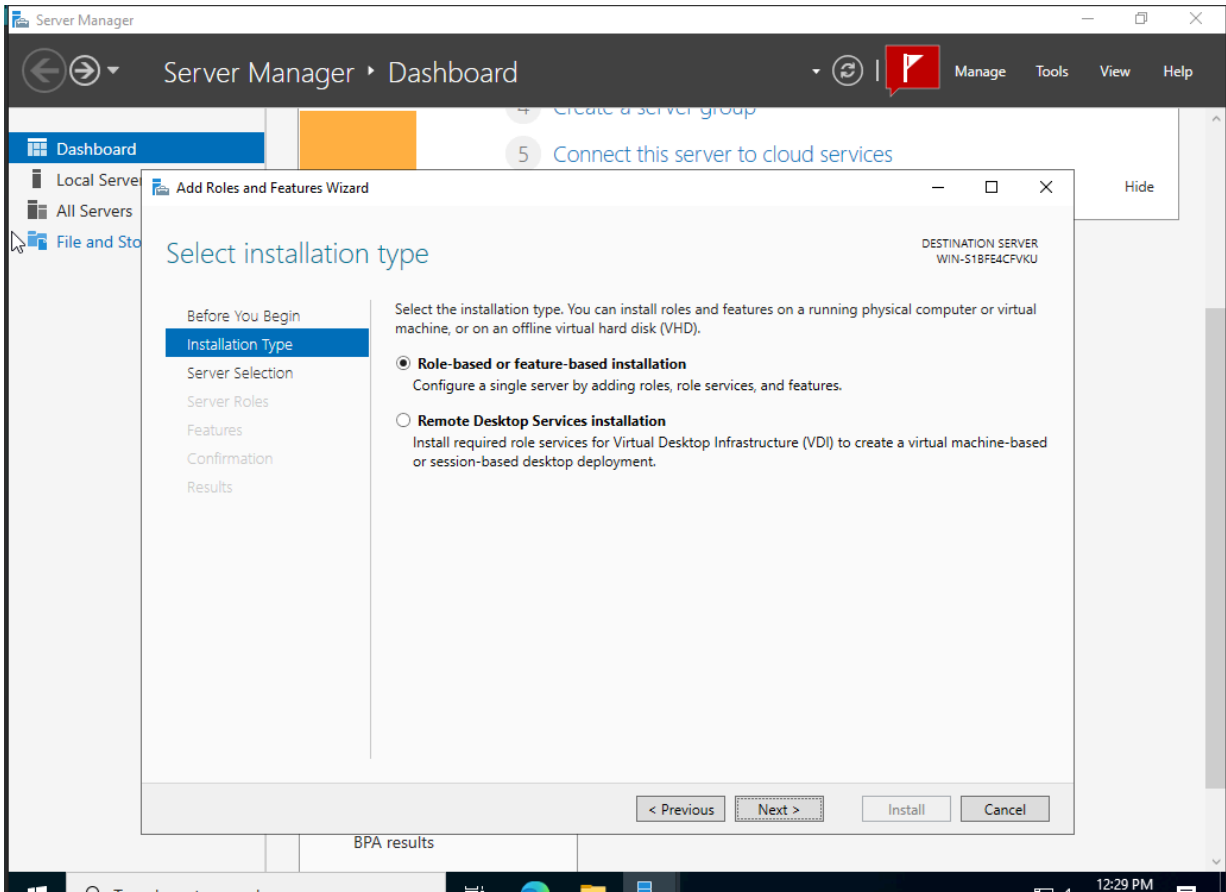 Server Manager
Server Manager ‣ Dashboard
Manage Tools View Help
4 Create a server group
5 Connect this server to cloud services
Hide
Dashboard
Local Server
All Servers
File and Sto
Add Roles and Features Wizard
Select installation type
DESTINATION SERVER
WIN-S1BFE4CFVKU
Before You Begin
Installation Type
Server Selection
Server Roles
Features
Confirmation
Results
Select the installation type. You can install roles and features on a running physical computer or virtual
machine, or on an offline virtual hard disk (VHD).
Role-based or feature-based installation
Configure a single server by adding roles, role services, and features.
Remote Desktop Services installation
Install required role services for Virtual Desktop Infrastructure (VDI) to create a virtual machine-based
or session-based desktop deployment.
< Previous Next > Install Cancel
BPA results
12:29 PM